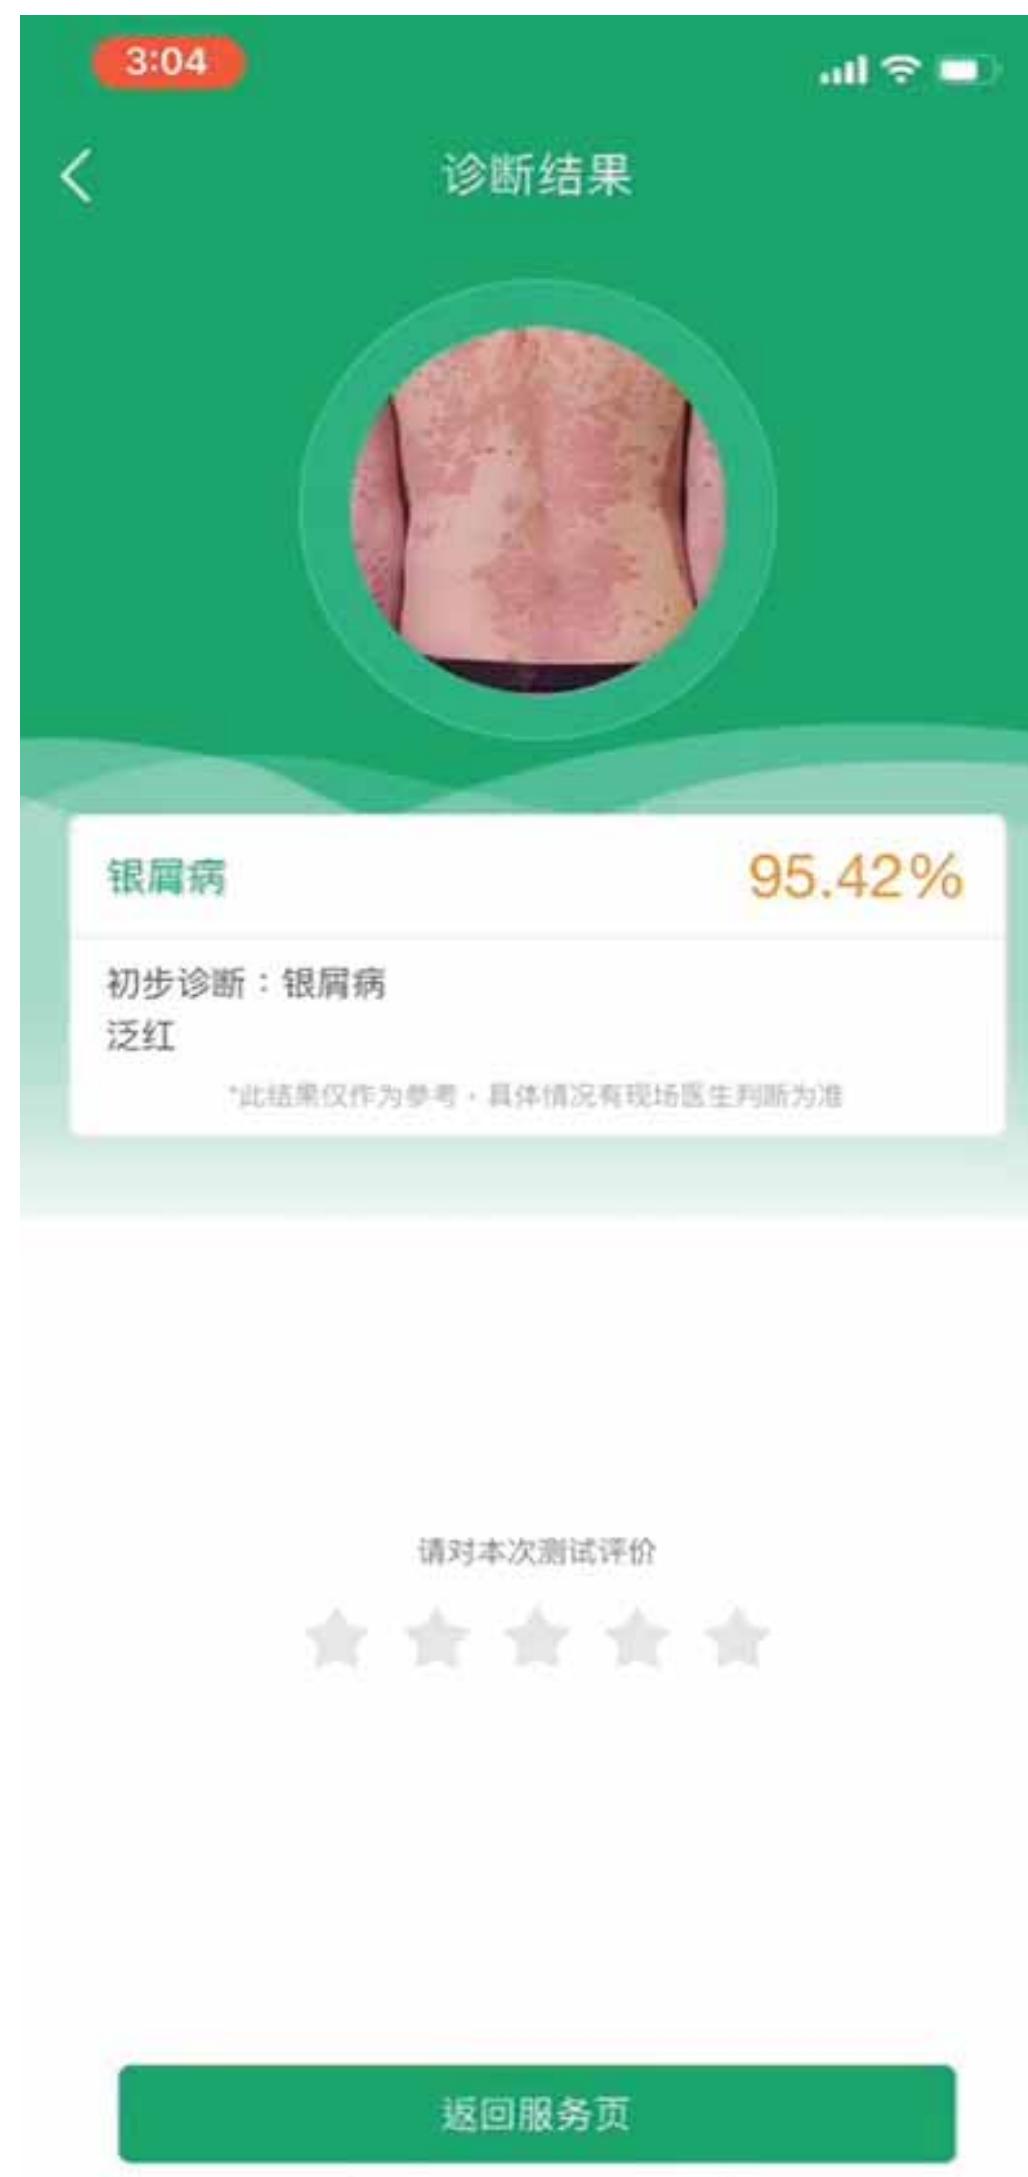 3:04
诊断结果
银屑病 95.42%
初步诊断：银屑病
泛红
*此结果仅作为参考，具体情况有现场医生判断为准
请对本次测试评价
返回服务页